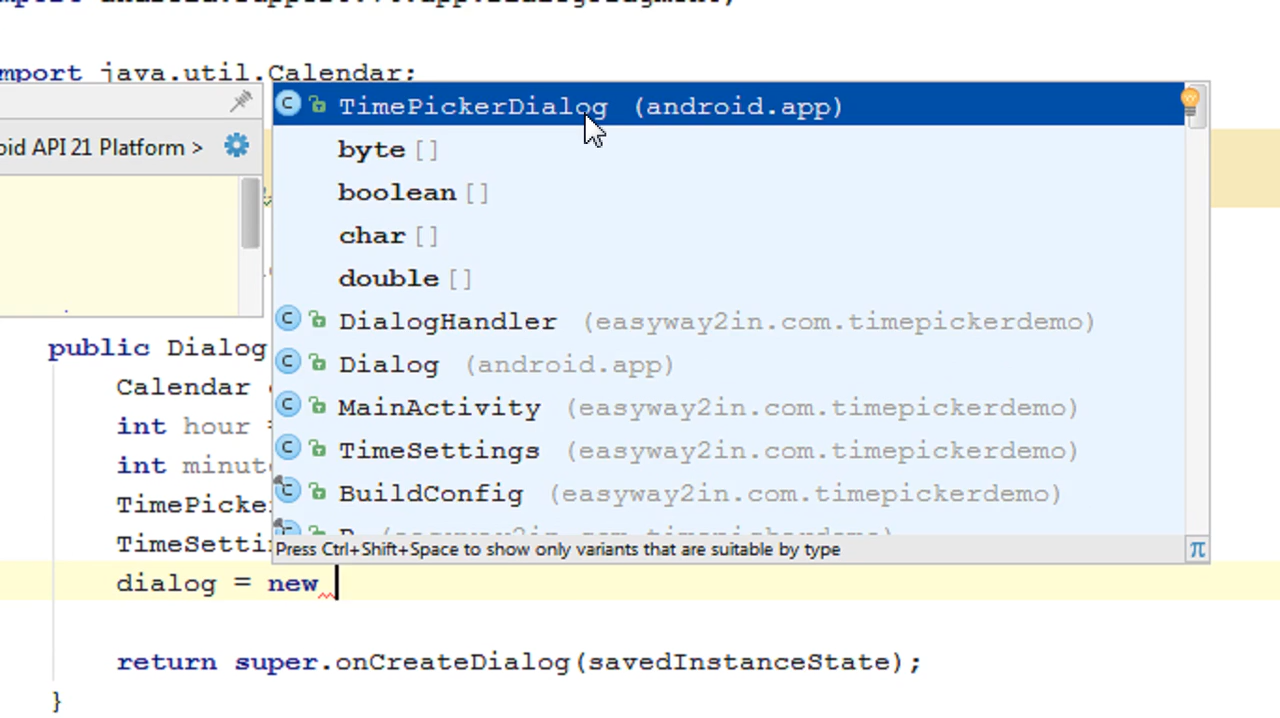 import java.util.Calendar;
TimePickerDialog (android.app)
oid API 21 Platform >
byte[]
boolean[]
char[]
double[]
DialogHandler (easyway2in.com.timepickerdemo)
public Dialog
Dialog (android.app)
Calendar
MainActivity (easyway2in.com.timepickerdemo)
int hour
TimeSettings (easyway2in.com.timepickerdemo)
int minute
BuildConfig (easyway2in.com.timepickerdemo)
TimePicker
TimeSettin
Press Ctrl+Shift+Space to show only variants that are suitable by type
π
dialog = new
return super.onCreateDialog(savedInstanceState);
}